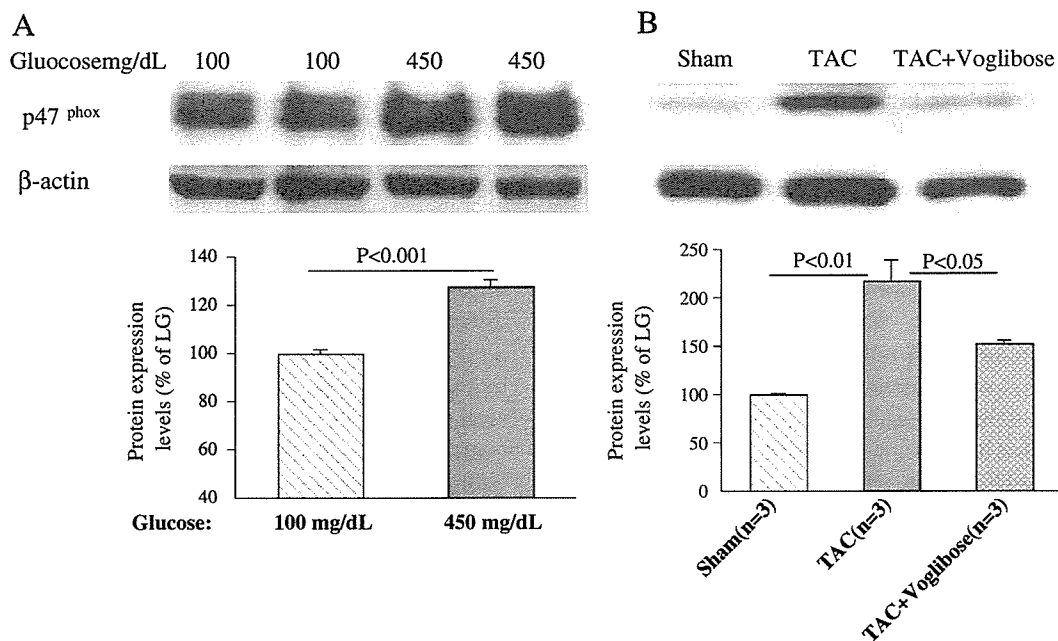 A
Gluocosemg/dL 100 100 450 450
p47 phox
β-actin
140
120
100
80
60
40
Protein expression
levels (% of LG)
P<0.001
Glucose: 100 mg/dL 450 mg/dL
B
Sham TAC TAC+Voglibose
250
200
150
100
50
0
Protein expression
levels (% of LG)
P<0.01 P<0.05
Sham(n=3)
TAC(n=3)
TAC+Voglibose(n=3)